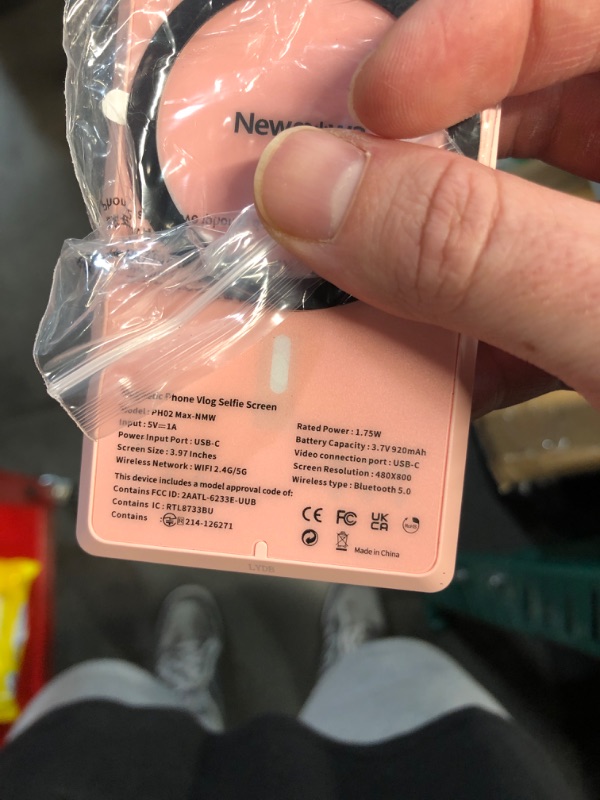 Phone Vlog Selfie Screen
Model : PH02 Max-NMW
Input : 5V⎓1A
Power Input Port : USB-C
Screen Size : 3.97 Inches
Wireless Network : WIFI 2.4G/5G
Rated Power : 1.75W
Battery Capacity : 3.7V 920mAh
Video connection port : USB-C
Screen Resolution : 480X800
Wireless type : Bluetooth 5.0
This device includes a model approval code of:
Contains FCC ID: 2AATL-6233E-UUB
Contains IC : RTL8733BU
Contains : R 214-126271
CE FC UK CA RoHS
Made in China